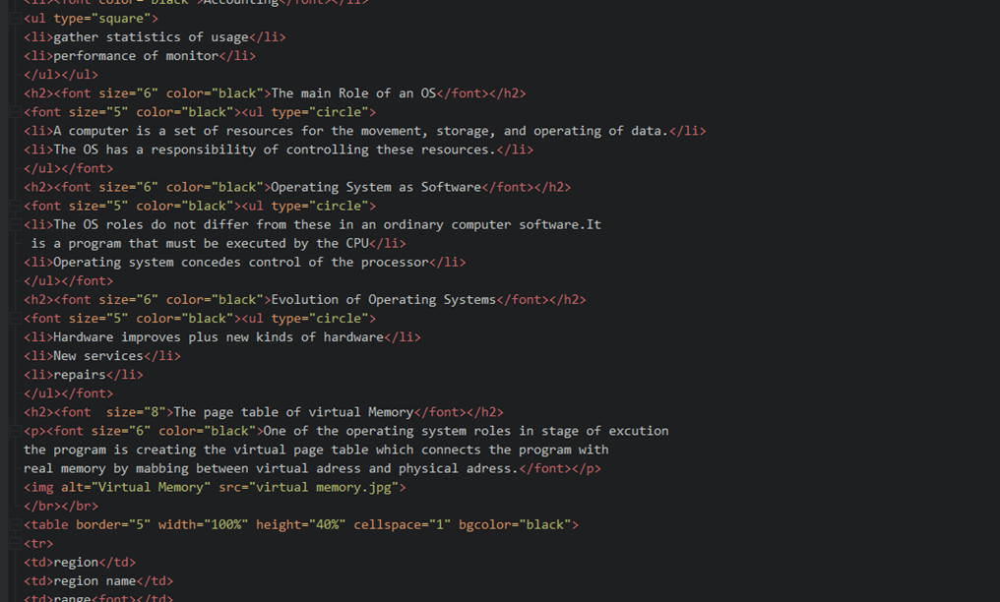 <li><font color="black">Accounting</font></li>
<ul type="square">
<li>gather statistics of usage</li>
<li>performance of monitor</li>
</ul></ul>
<h2><font size="6" color="black">The main Role of an OS</font></h2>
<font size="5" color="black"><ul type="circle">
<li>A computer is a set of resources for the movement, storage, and operating of data.</li>
<li>The OS has a responsibility of controlling these resources.</li>
</ul></font>
<h2><font size="6" color="black">Operating System as Software</font></h2>
<font size="5" color="black"><ul type="circle">
<li>The OS roles do not differ from these in an ordinary computer software.It
is a program that must be executed by the CPU</li>
<li>Operating system concedes control of the processor</li>
</ul></font>
<h2><font size="6" color="black">Evolution of Operating Systems</font></h2>
<font size="5" color="black"><ul type="circle">
<li>Hardware improves plus new kinds of hardware</li>
<li>New services</li>
<li>repairs</li>
</ul></font>
<h2><font  size="8">The page table of virtual Memory</font></h2>
<p><font size="6" color="black">One of the operating system roles in stage of excution
the program is creating the virtual page table which connects the program with
real memory by mabbing between virtual adress and physical adress.</font></p>
<img alt="Virtual Memory" src="virtual memory.jpg">
</br></br>
<table border="5" width="100%" height="40%" cellspace="1" bgcolor="black">
<tr>
<td>region</td>
<td>region name</td>
<td>range<font></td>